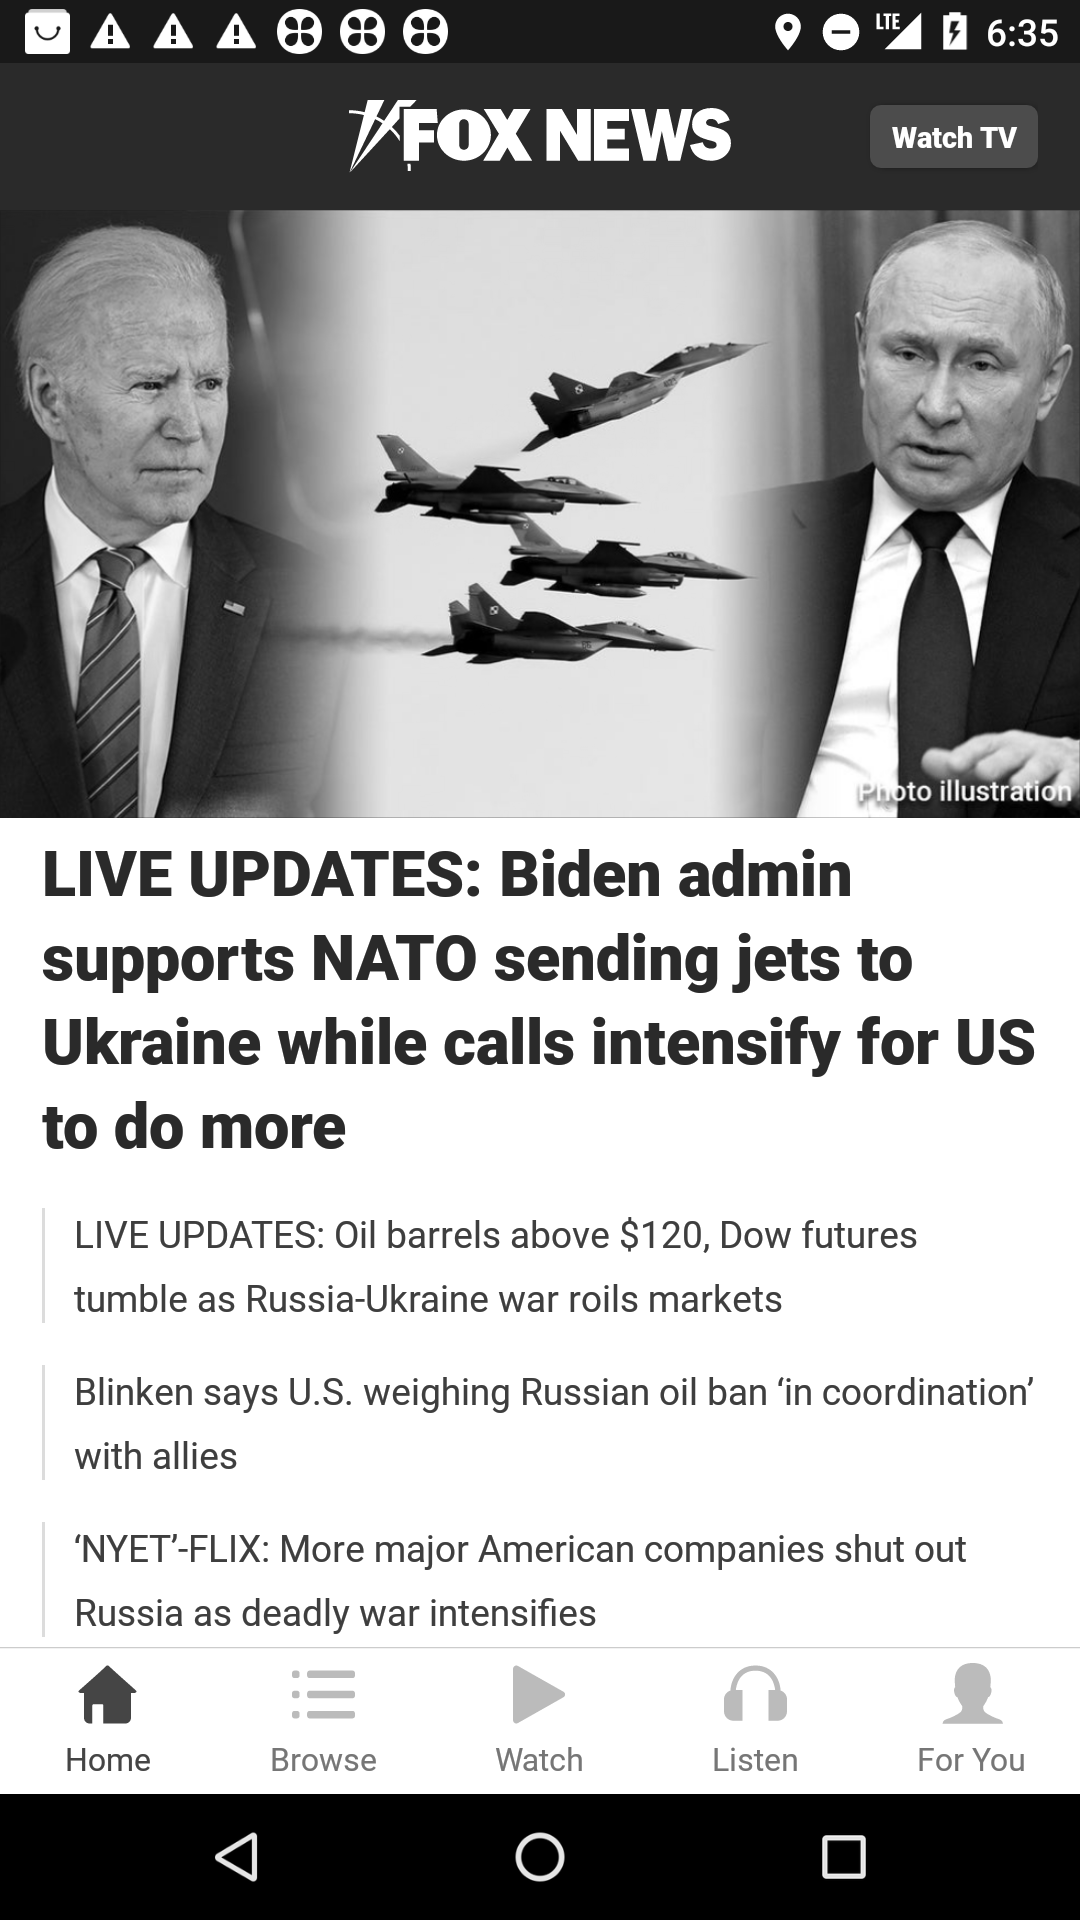 LTE 6:35
FOX NEWS
Watch TV
Photo illustration
LIVE UPDATES: Biden admin
supports NATO sending jets to
Ukraine while calls intensify for US
to do more
LIVE UPDATES: Oil barrels above $120, Dow futures
tumble as Russia-Ukraine war roils markets
Blinken says U.S. weighing Russian oil ban ‘in coordination’
with allies
‘NYET’-FLIX: More major American companies shut out
Russia as deadly war intensifies
Home Browse Watch Listen For You